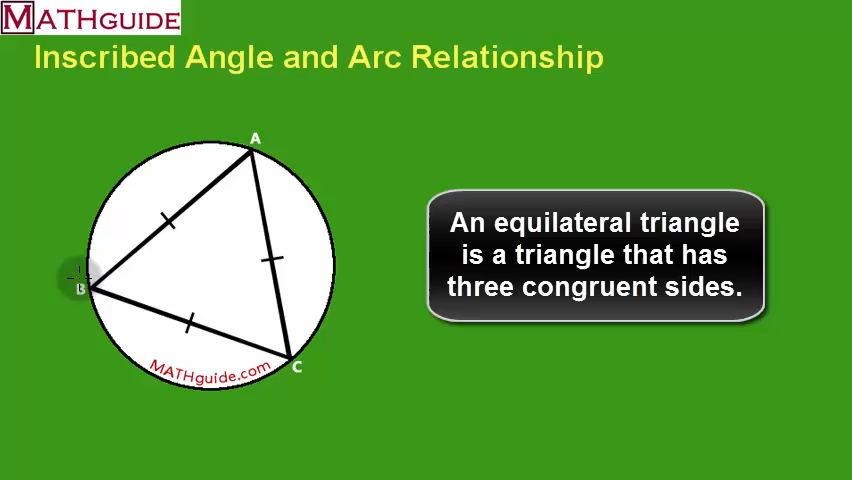 MATHGUIDE
Inscribed Angle and Arc Relationship
A
An equilateral triangle
is a triangle that has
three congruent sides.
B
C
MATHguide.com